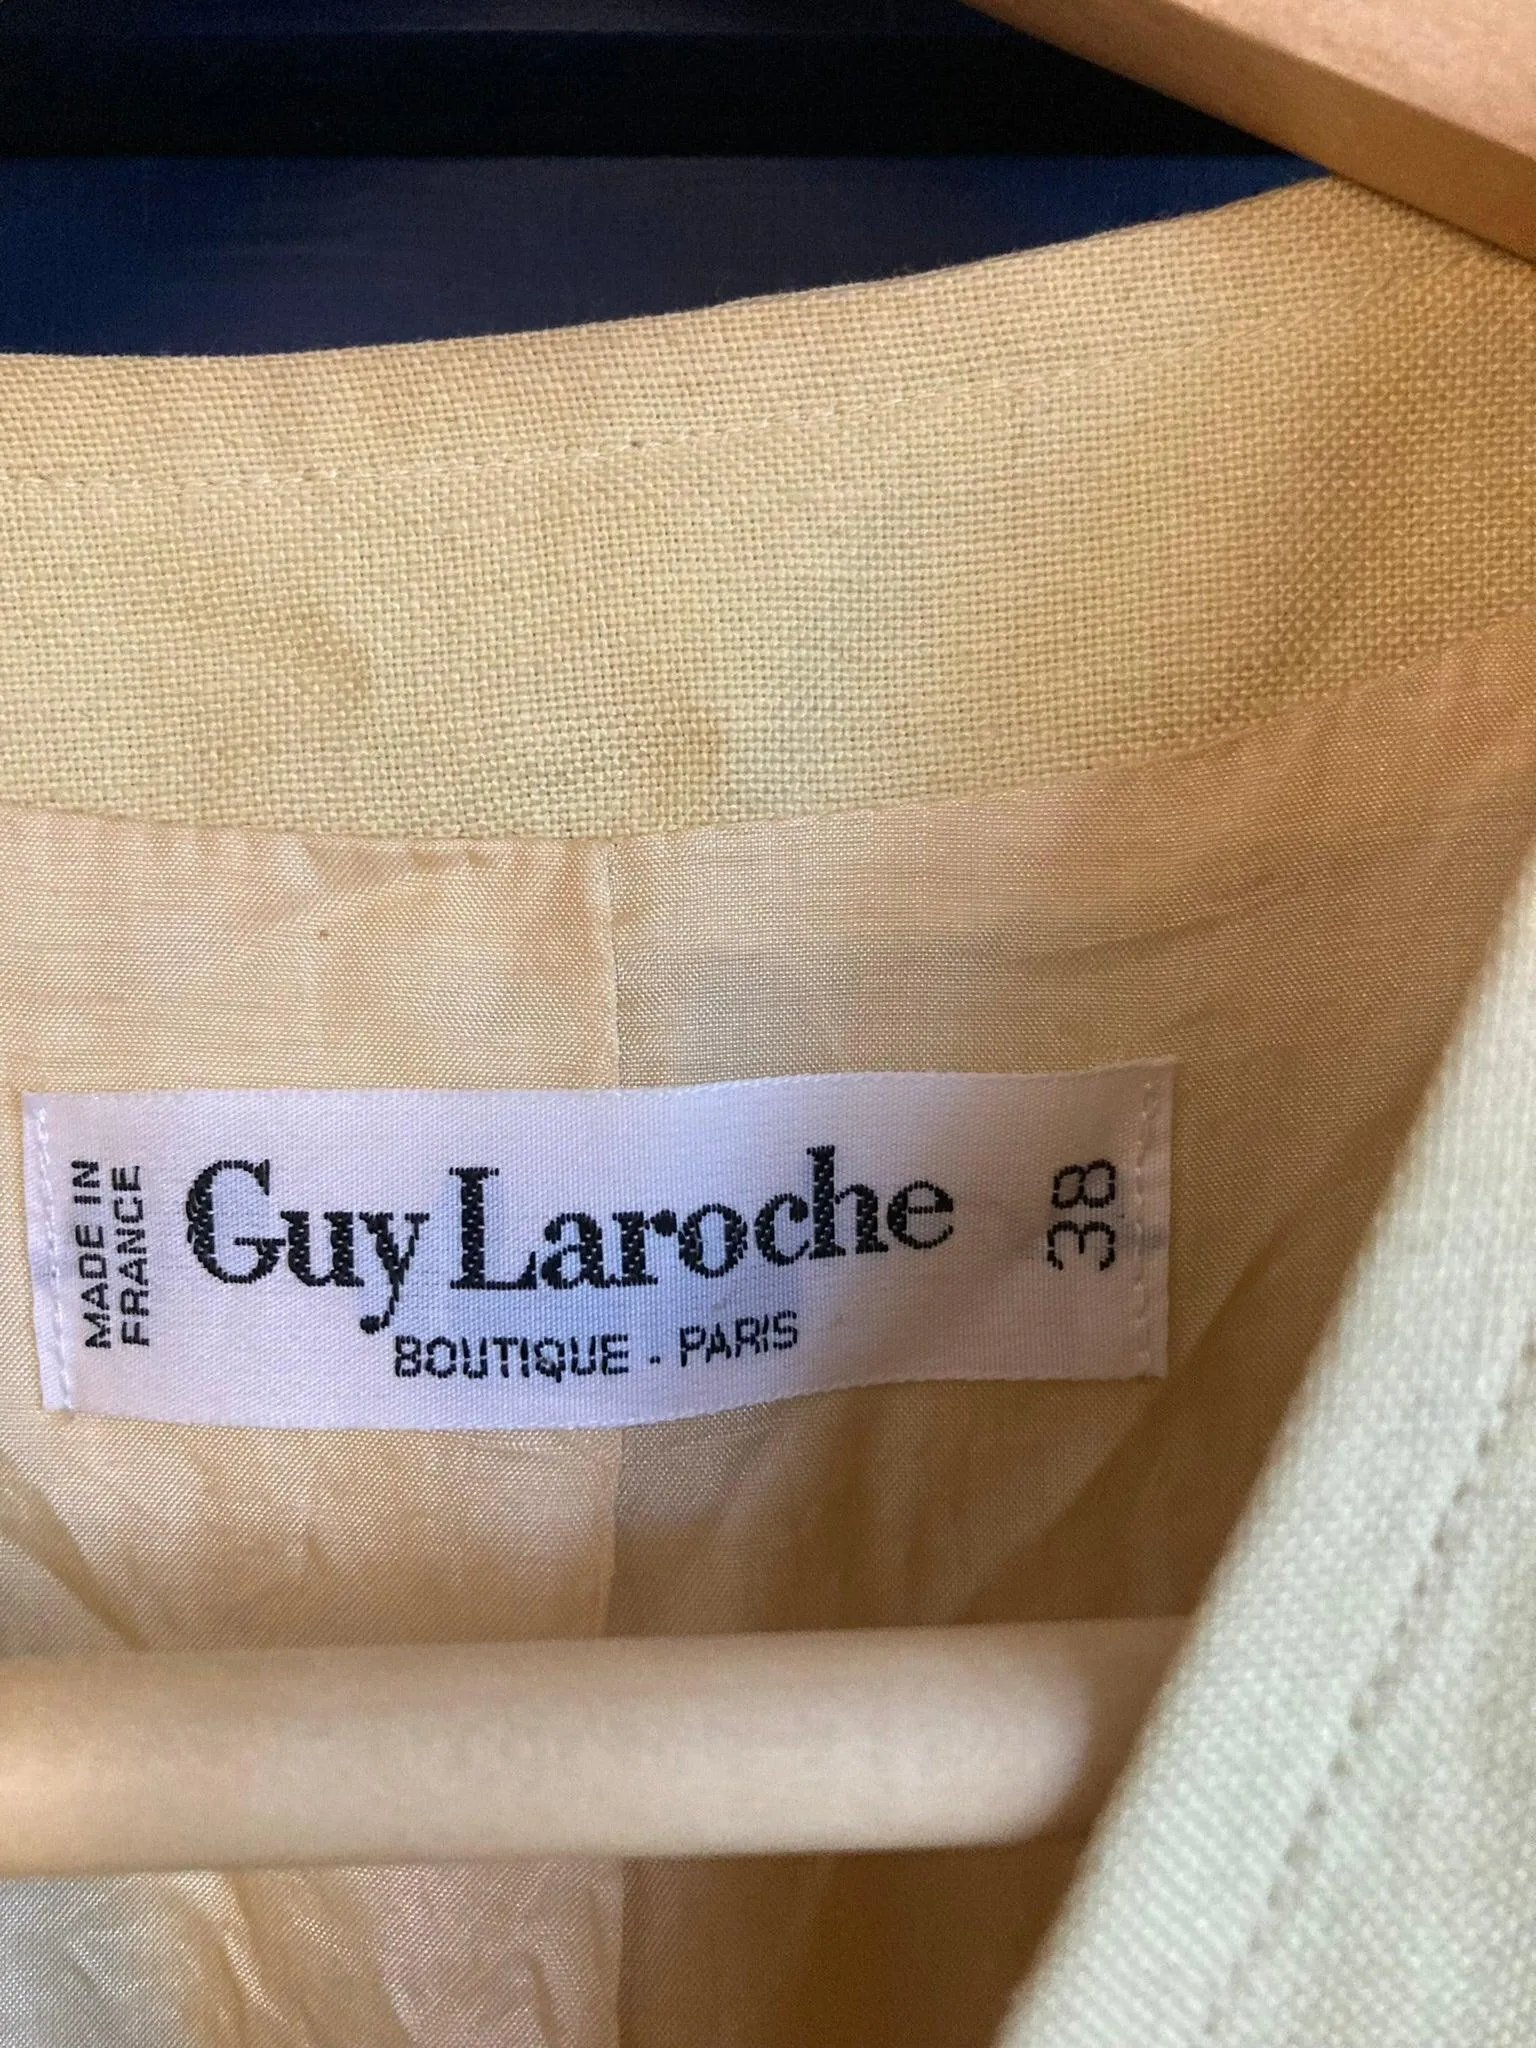 MADE IN
FRANCE
Guy Laroche
BOUTIQUE - PARIS
38